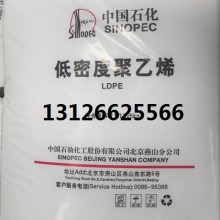 中国石化
SINOPEC
SINOPEC
低密度聚乙烯
LDPE
13126625566
中国石油化工股份有限公司北京燕山分公司
SINOPEC BEIJING YANSHAN COMPANY
地址Add:北京市房山区燕山燕房路
客户服务电话(Service Hotline):0086-95388